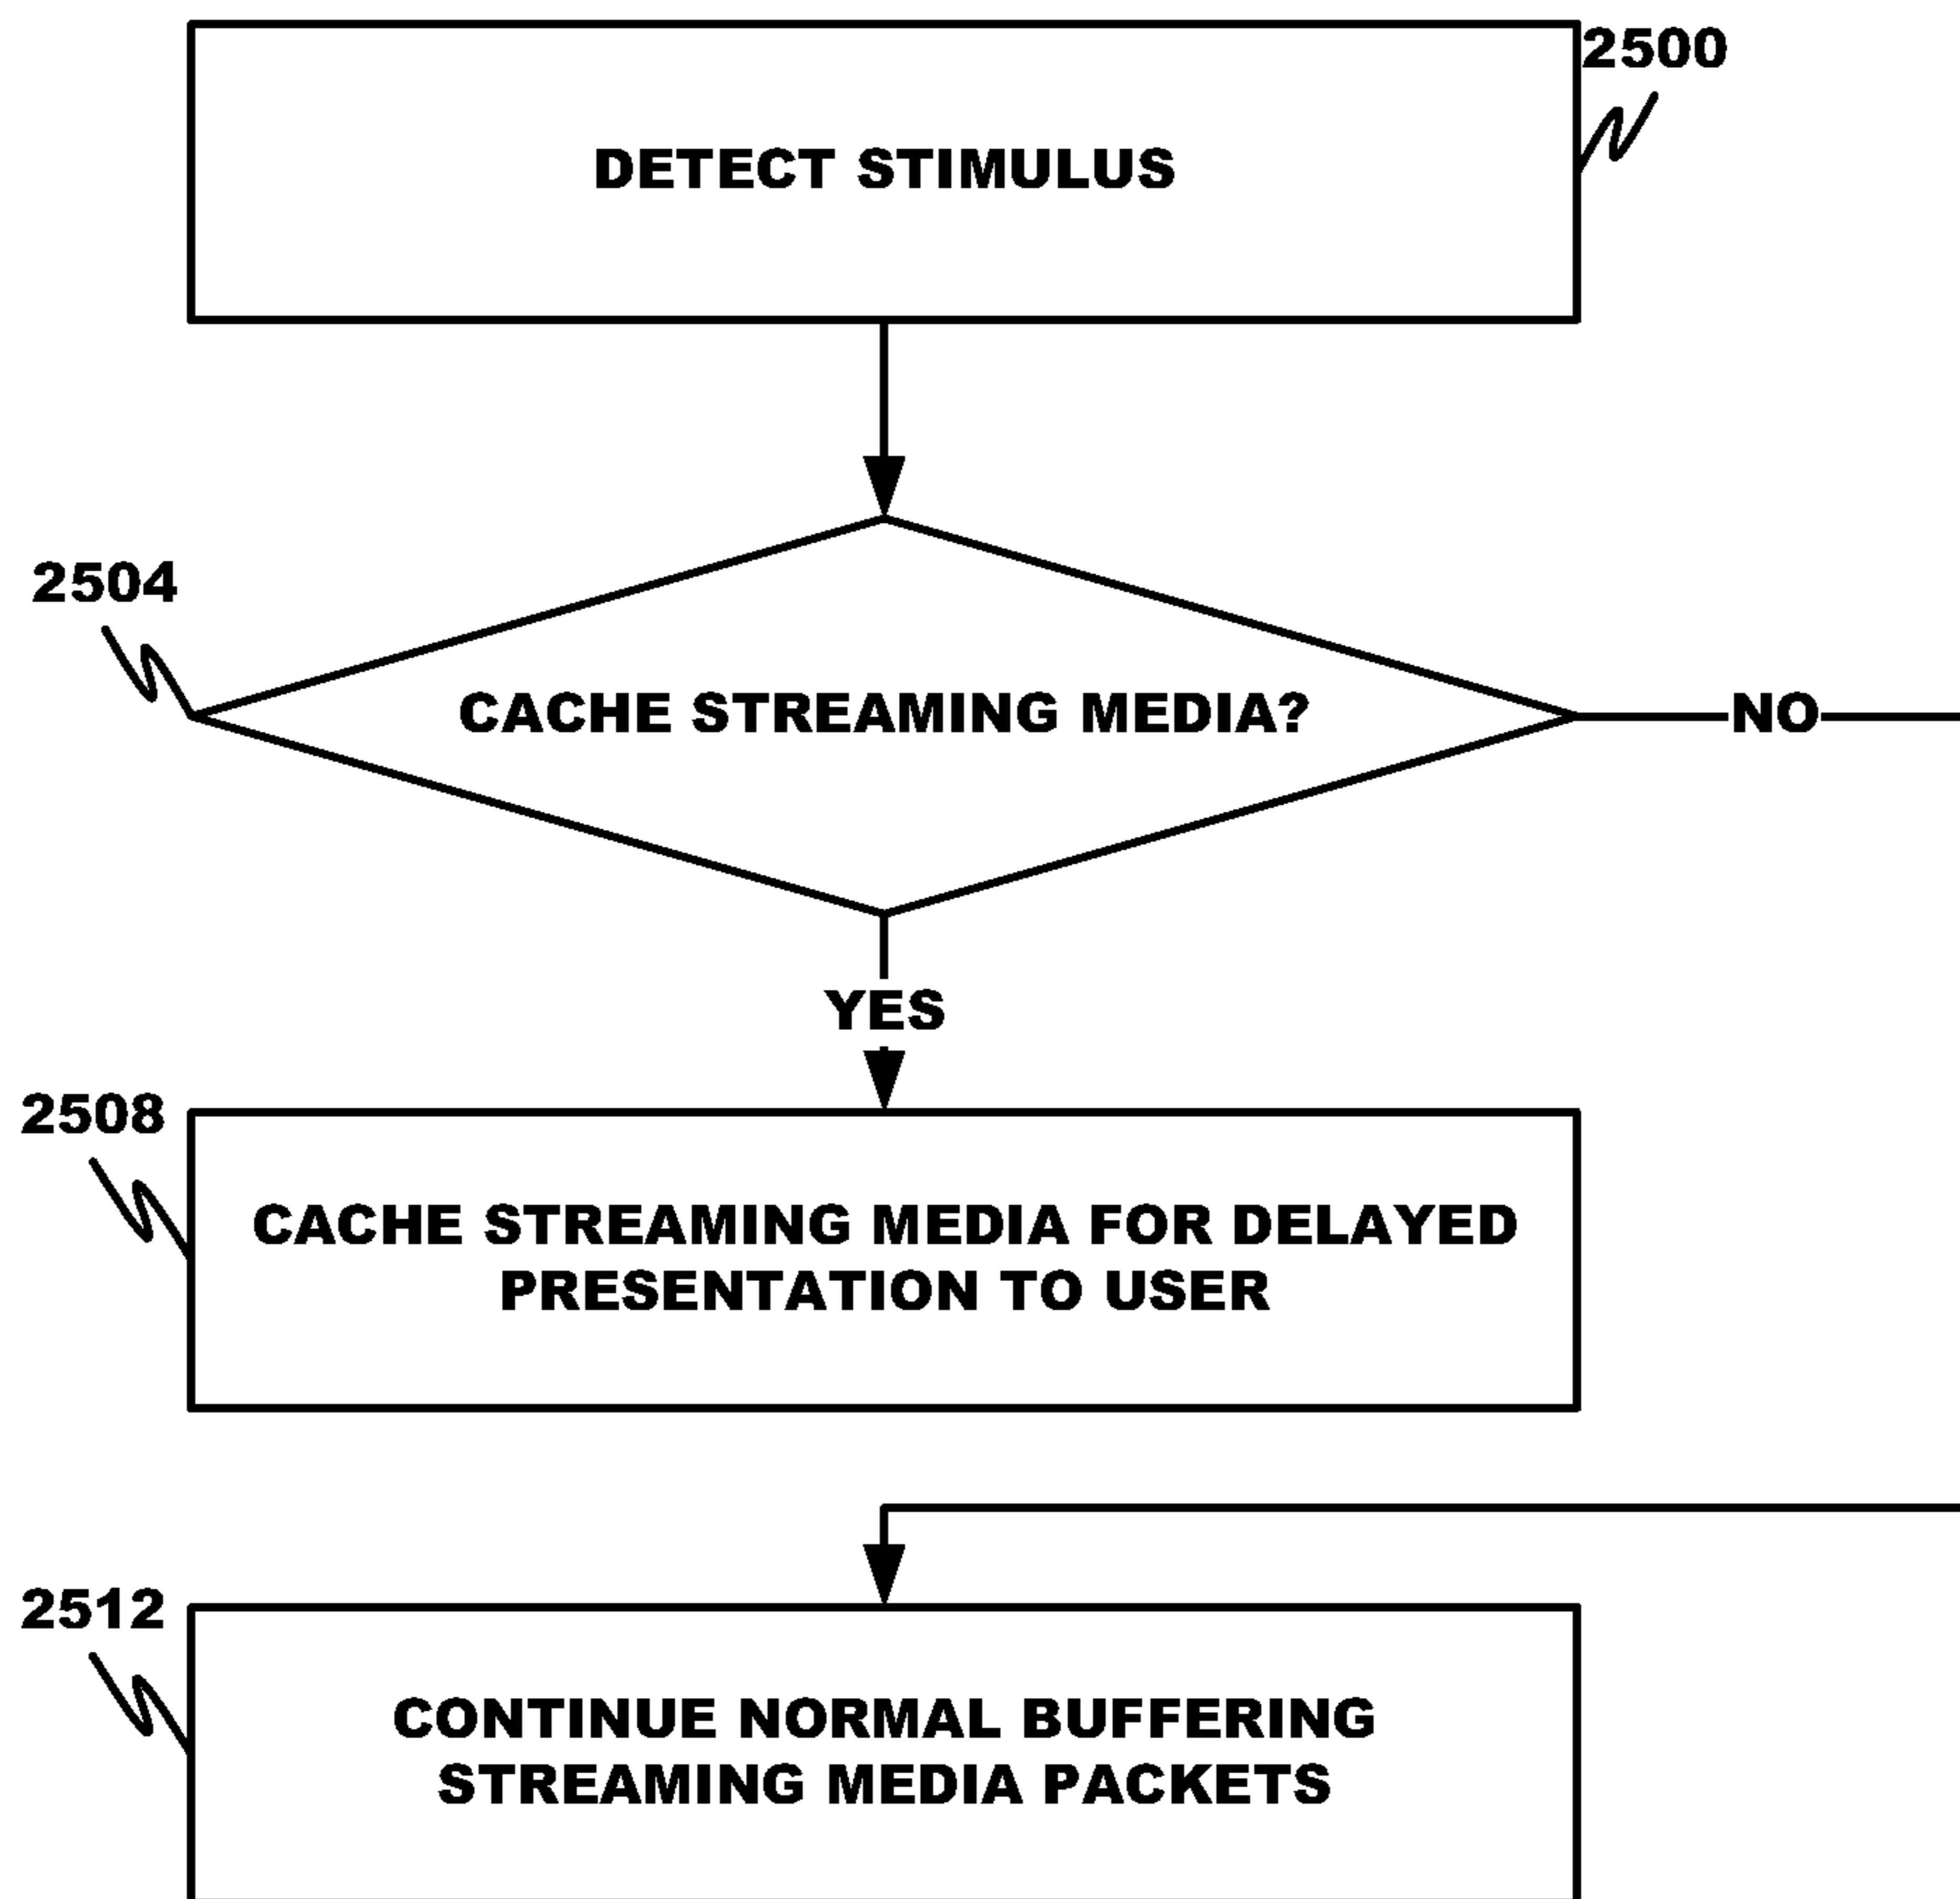 2500
DETECT STIMULUS
2504
CACHE STREAMING MEDIA?
NO
YES
2508
CACHE STREAMING MEDIA FOR DELAYED
PRESENTATION TO USER
2512
CONTINUE NORMAL BUFFERING
STREAMING MEDIA PACKETS